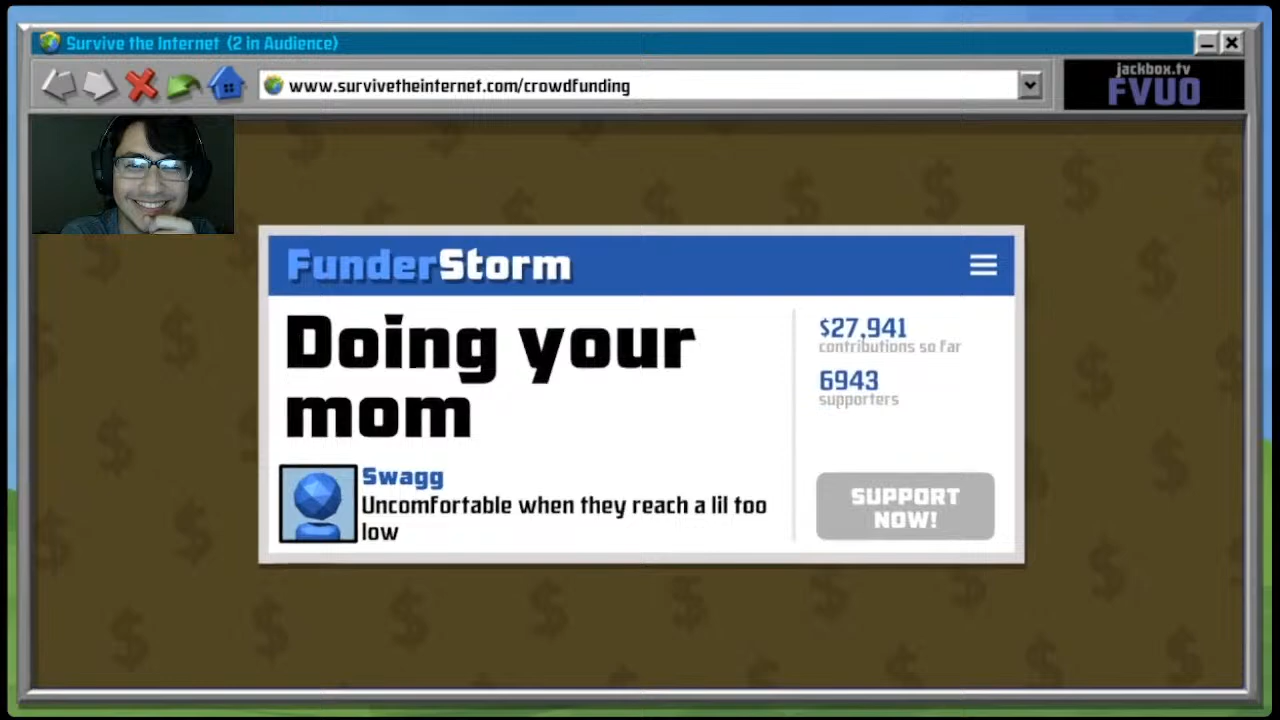 Survive the Internet (2 in Audience)
www.survivetheinternet.com/crowdfunding
jackbox.tv
FVUO
FunderStorm
Doing your
mom
$27,941
contributions so far
6943
supporters
Swagg
Uncomfortable when they reach a lil too
low
SUPPORT
NOW!